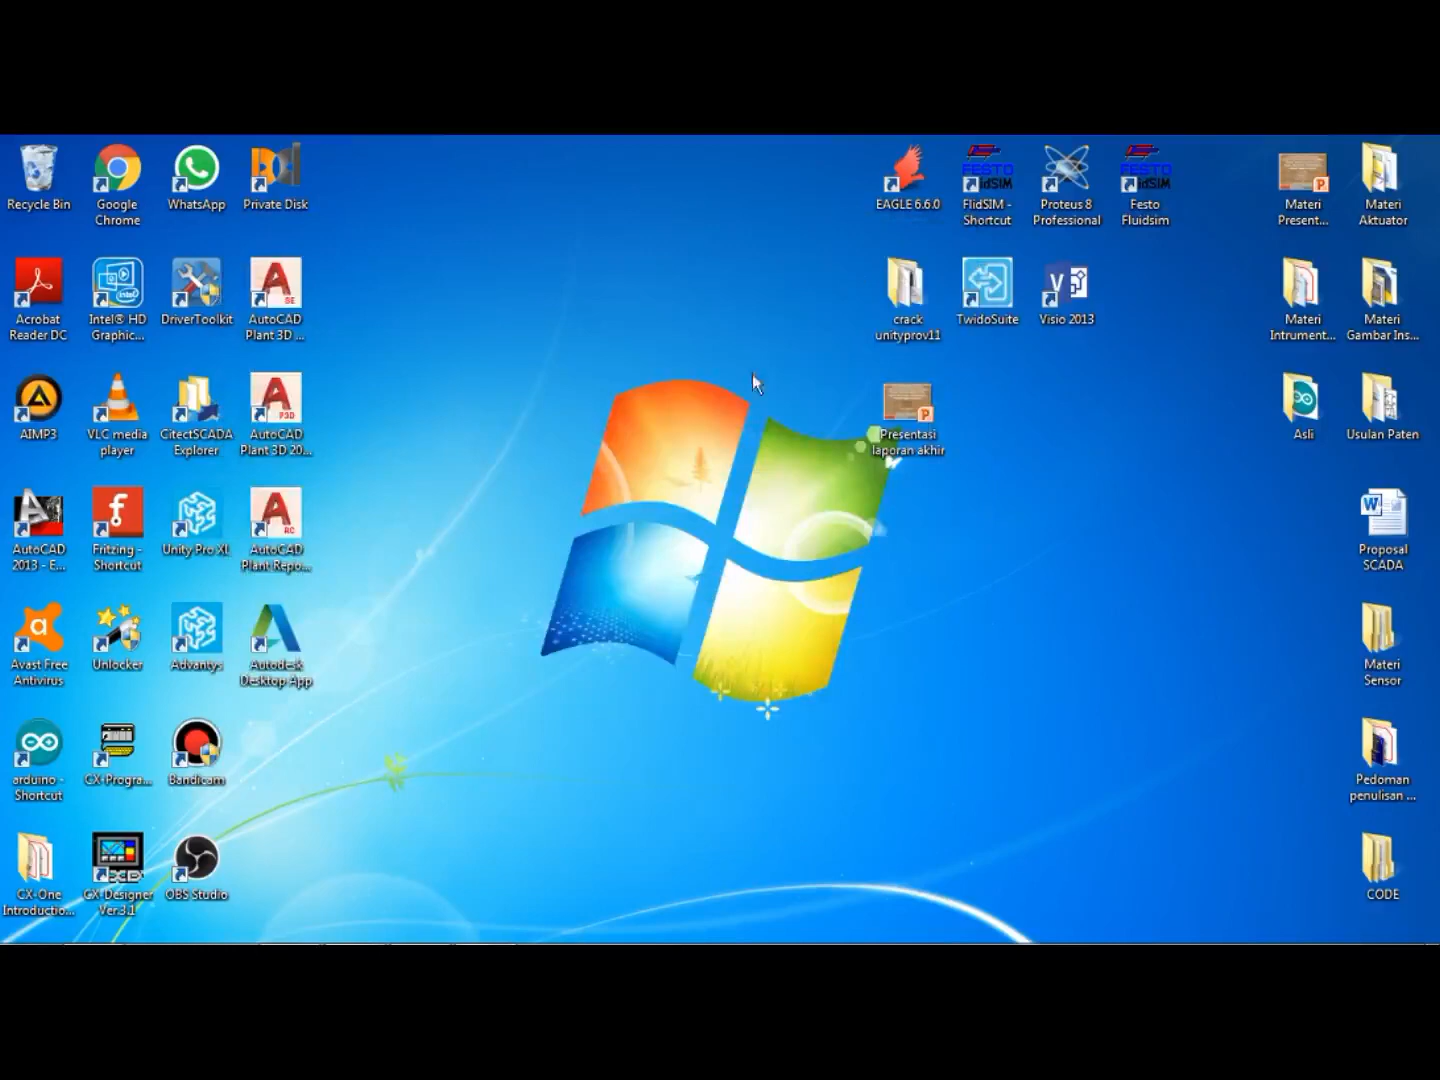 Recycle Bin
Google
Chrome
WhatsApp
Private Disk
EAGLE 6.6.0
FlidSIM -
Shortcut
Proteus 8
Professional
Festo
Fluidsim
Materi
Present...
Materi
Aktuator
Acrobat
Reader DC
Intel® HD
Graphic...
DriverToolkit
AutoCAD
Plant 3D ...
crack
unityprov11
TwidoSuite
Visio 2013
Materi
Intrument...
Materi
Gambar Ins...
AIMP3
VLC media
player
CitectSCADA
Explorer
AutoCAD
Plant 3D 20...
Presentasi
laporan akhir
Asli
Usulan Paten
AutoCAD
2013 - E...
Fritzing -
Shortcut
Unity Pro XL
AutoCAD
Plant Repo...
Proposal
SCADA
Avast Free
Antivirus
Unlocker
Advantys
Autodesk
Desktop App
Materi
Sensor
arduino -
Shortcut
CX-Progra...
Bandicam
Pedoman
penulisan ...
CX-One
Introductio...
CX-Designer
Ver.3.1
OBS Studio
CODE